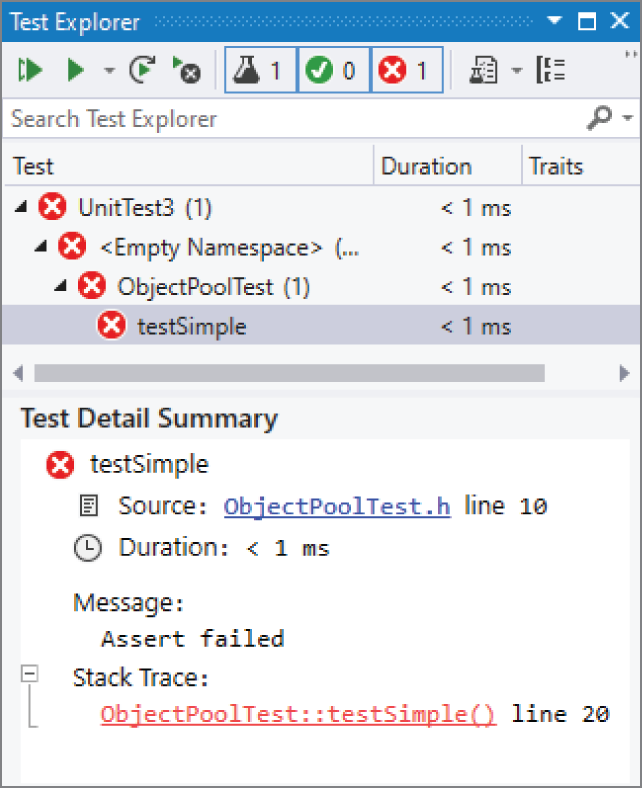 Test Explorer
1 0 1
Search Test Explorer
Test Duration Traits
UnitTest3 (1) < 1 ms
<Empty Namespace> (... < 1 ms
ObjectPoolTest (1) < 1 ms
testSimple < 1 ms
Test Detail Summary
testSimple
Source: ObjectPoolTest.h line 10
Duration: < 1 ms
Message:
Assert failed
Stack Trace:
ObjectPoolTest::testSimple() line 20